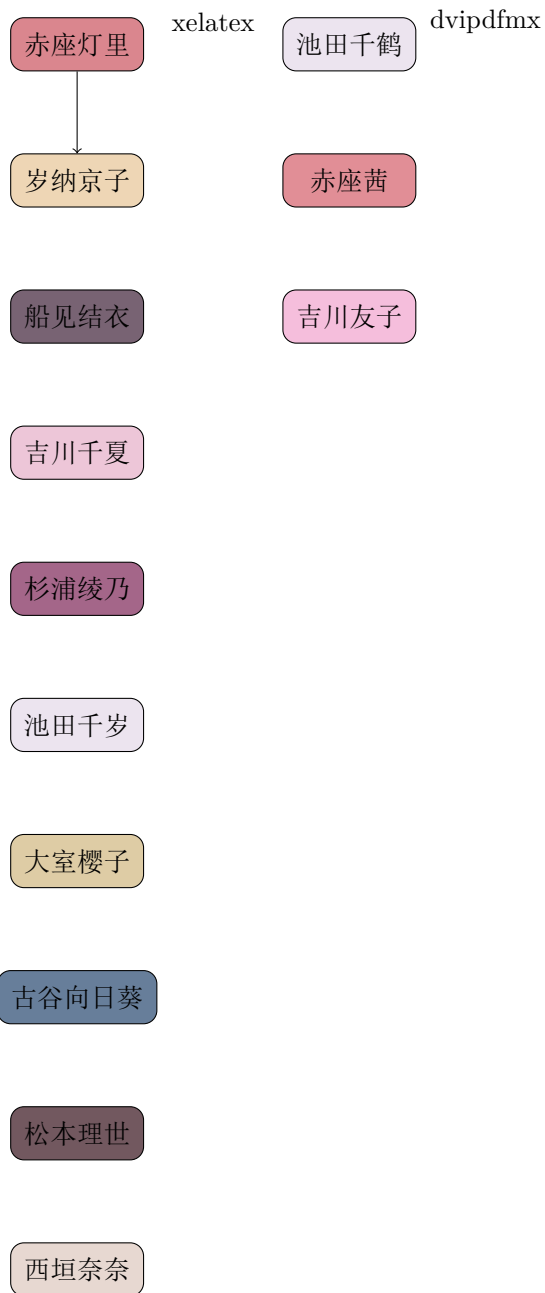 赤座灯里
xelatex
池田千鹤
dvipdfmx
岁纳京子
赤座茜
船见结衣
吉川友子
吉川千夏
杉浦绫乃
池田千岁
大室樱子
古谷向日葵
松本理世
西垣奈奈